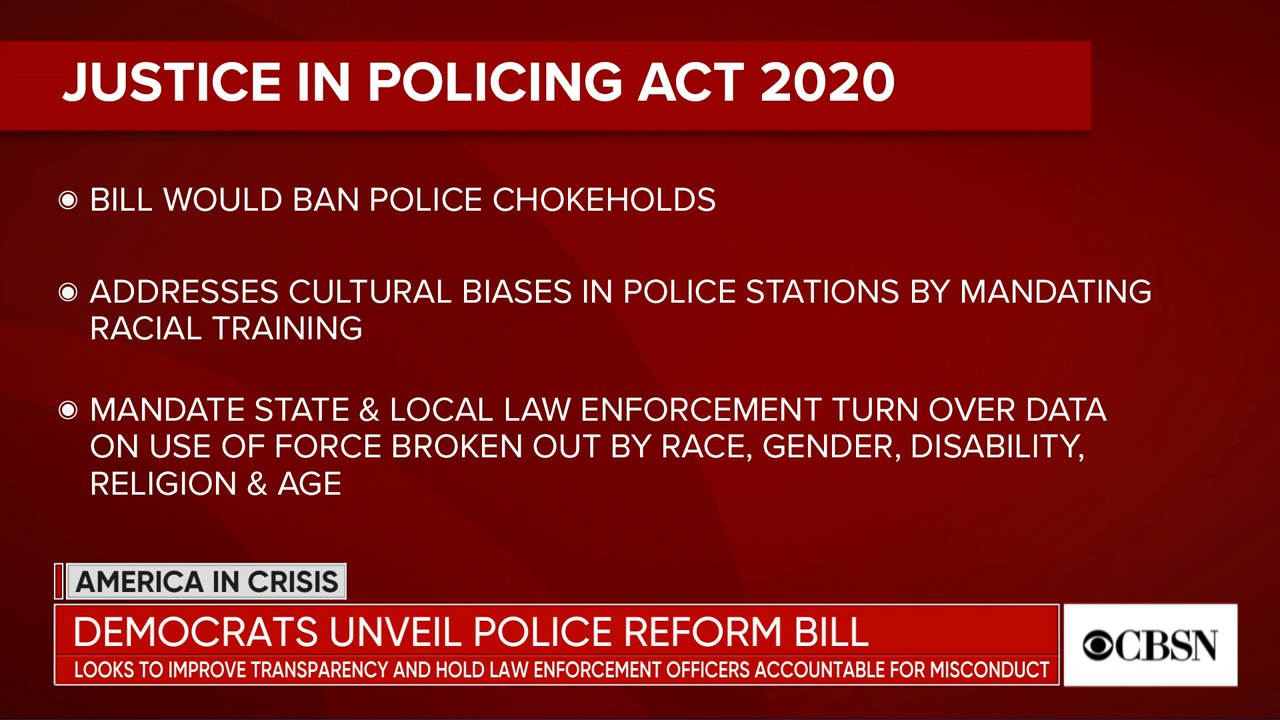 JUSTICE IN POLICING ACT 2020
BILL WOULD BAN POLICE CHOKEHOLDS
ADDRESSES CULTURAL BIASES IN POLICE STATIONS BY MANDATING
RACIAL TRAINING
MANDATE STATE & LOCAL LAW ENFORCEMENT TURN OVER DATA
ON USE OF FORCE BROKEN OUT BY RACE, GENDER, DISABILITY,
RELIGION & AGE
AMERICA IN CRISIS
DEMOCRATS UNVEIL POLICE REFORM BILL
LOOKS TO IMPROVE TRANSPARENCY AND HOLD LAW ENFORCEMENT OFFICERS ACCOUNTABLE FOR MISCONDUCT
CBSN